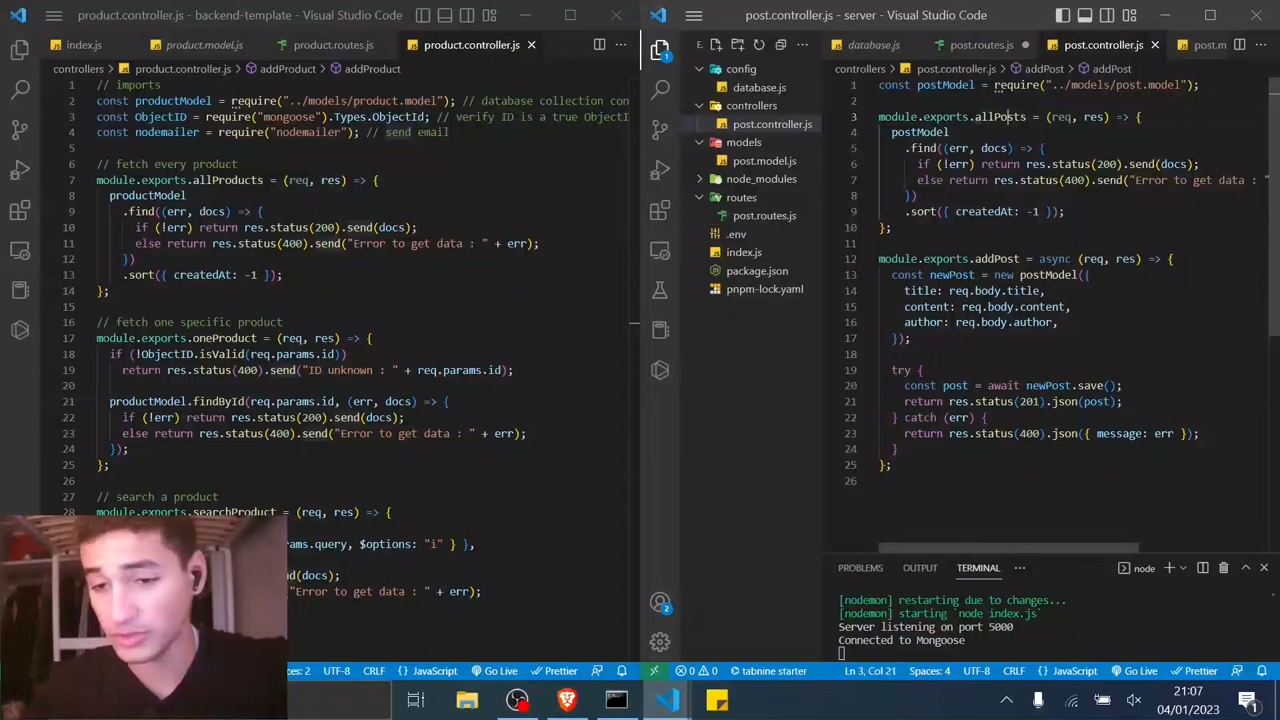 product.controller.js - backend-template - Visual Studio Code
index.js
product.model.js
product.routes.js
product.controller.js
controllers
product.controller.js
addProduct
addProduct
1 // imports
2 const productModel = require("../models/product.model"); // database collection con
3 const ObjectID = require("mongoose").Types.ObjectId; // verify ID is a true ObjectI
4 const nodemailer = require("nodemailer"); // send email
5
6 // fetch every product
7 module.exports.allProducts = (req, res) => {
8 productModel
9 .find((err, docs) => {
10 if (!err) return res.status(200).send(docs);
11 else return res.status(400).send("Error to get data : " + err);
12 })
13 .sort({ createdAt: -1 });
14 };
15
16 // fetch one specific product
17 module.exports.oneProduct = (req, res) => {
18 if (!ObjectID.isValid(req.params.id))
19 return res.status(400).send("ID unknown : " + req.params.id);
20
21 productModel.findById(req.params.id, (err, docs) => {
22 if (!err) return res.status(200).send(docs);
23 else return res.status(400).send("Error to get data : " + err);
24 });
25 };
26
27 // search a product
28 module.exports.searchProduct = (req, res) => {
ms.query, $options: "i" } },
d(docs);
"Error to get data : " + err);
aces: 2
UTF-8
CRLF
{} JavaScript
Go Live
Prettier
post.controller.js - server - Visual Studio Code
E.
config
database.js
controllers
post.controller.js
models
post.model.js
node_modules
routes
post.routes.js
.env
index.js
package.json
pnpm-lock.yaml
database.js
post.routes.js
post.controller.js
post.m
controllers
post.controller.js
addPost
addPost
1 const postModel = require("../models/post.model");
2
3 module.exports.allPosts = (req, res) => {
4 postModel
5 .find((err, docs) => {
6 if (!err) return res.status(200).send(docs);
7 else return res.status(400).send("Error to get data : "
8 })
9 .sort({ createdAt: -1 });
10 };
11
12 module.exports.addPost = async (req, res) => {
13 const newPost = new postModel({
14 title: req.body.title,
15 content: req.body.content,
16 author: req.body.author,
17 });
18
19 try {
20 const post = await newPost.save();
21 return res.status(201).json(post);
22 } catch (err) {
23 return res.status(400).json({ message: err });
24 }
25 };
26
PROBLEMS
OUTPUT
TERMINAL
node
[nodemon] restarting due to changes...
[nodemon] starting `node index.js`
Server listening on port 5000
Connected to Mongoose
1
2
0
0
tabnine starter
Ln 3, Col 21
Spaces: 4
UTF-8
CRLF
{} JavaScript
Go Live
Prettier
21:07
04/01/2023
1